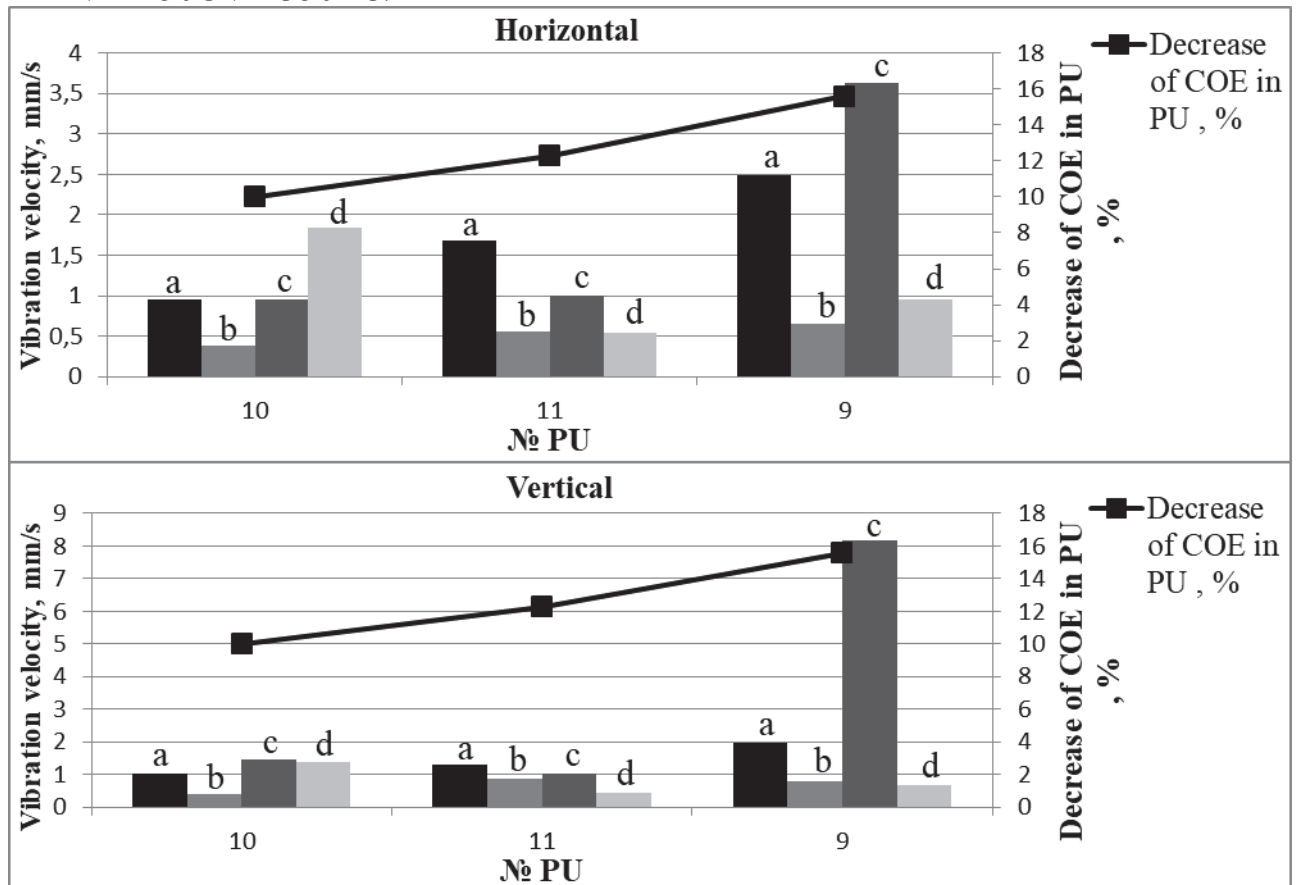 Horizontal
Vibration velocity, mm/s
4
3,5
3
2,5
2
1,5
1
0,5
0
a
b
c
d
a
b
c
d
a
b
c
d
18
16
14
12
10
8
6
4
2
0
Decrease of COE in PU
, %
Decrease
of COE in
PU , %
10
11
9
№ PU
Vertical
Vibration velocity, mm/s
9
8
7
6
5
4
3
2
1
0
a
b
c
d
a
b
c
d
a
b
c
d
18
16
14
12
10
8
6
4
2
0
Decrease of COE in PU
, %
Decrease
of COE in
PU , %
10
11
9
№ PU